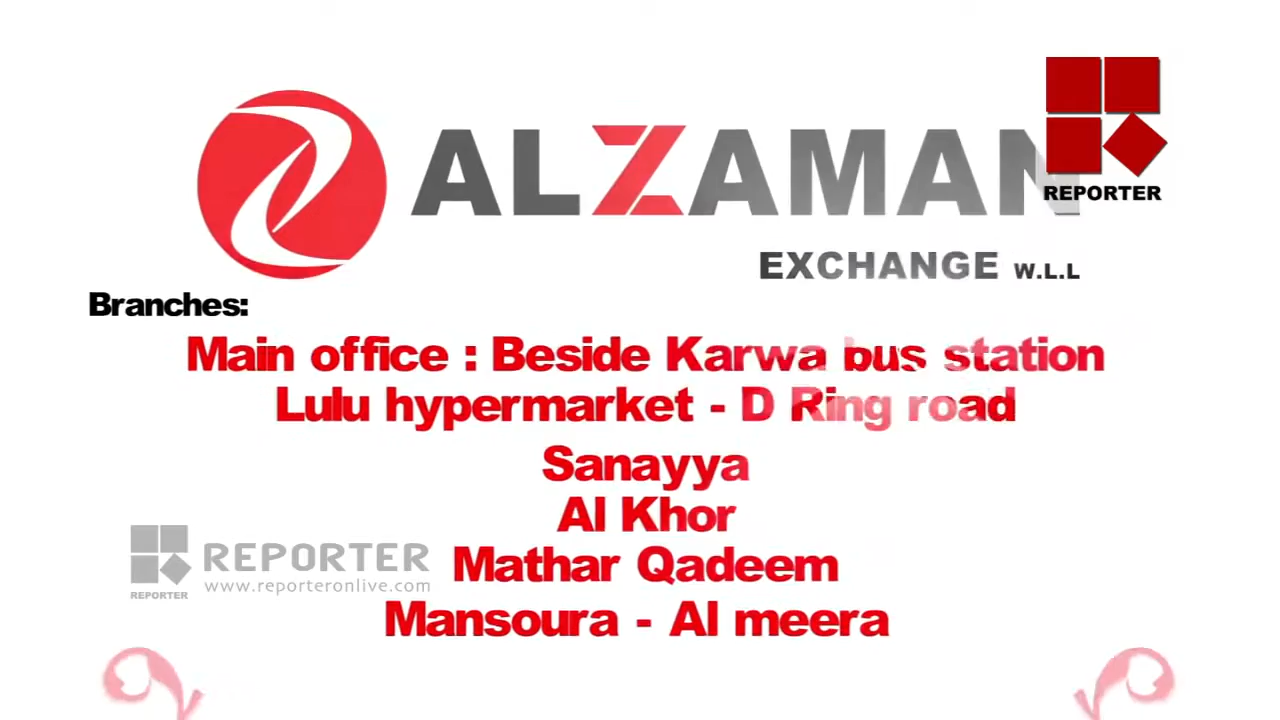 ALZAMAN
REPORTER
EXCHANGE W.L.L
Branches:
Main office : Beside Karwa bus station
Lulu hypermarket - D Ring road
Sanayya
Al Khor
REPORTER
www.reporteronlive.com
REPORTER
Mathar Qadeem
Mansoura - Al meera